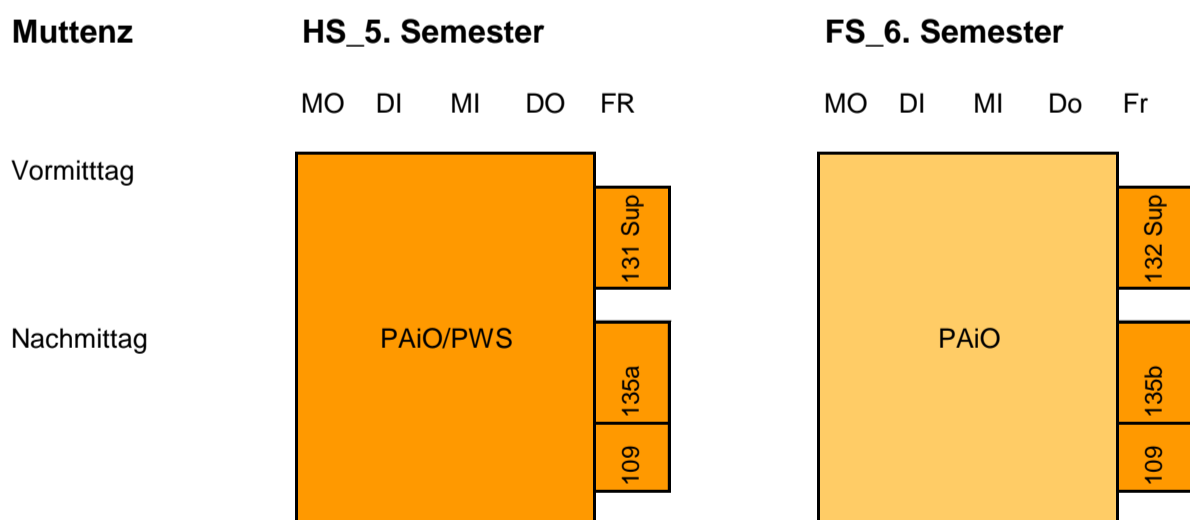 Muttenz HS_5. Semester FS_6. Semester
MO DI MI DO FR MO DI MI Do Fr
Vormitttag
131 Sup 132 Sup
Nachmittag PAiO/PWS PAiO
135a 135b
109 109